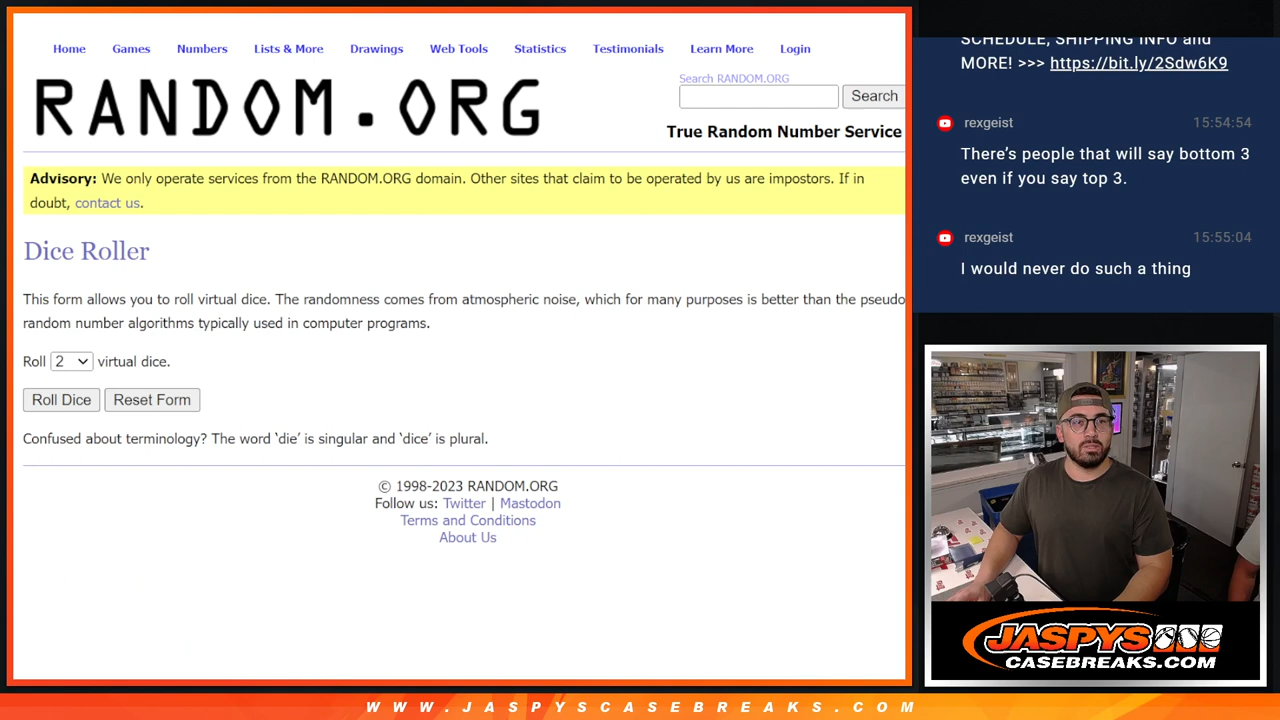 Home Games Numbers Lists & More Drawings Web Tools Statistics Testimonials Learn More Login
RANDOM.ORG
Search RANDOM.ORG
Search
True Random Number Service
Advisory: We only operate services from the RANDOM.ORG domain. Other sites that claim to be operated by us are impostors. If in
doubt, contact us.
Dice Roller
This form allows you to roll virtual dice. The randomness comes from atmospheric noise, which for many purposes is better than the pseudo
random number algorithms typically used in computer programs.
Roll 2 virtual dice.
Roll Dice Reset Form
Confused about terminology? The word ‘die’ is singular and ‘dice’ is plural.
© 1998-2023 RANDOM.ORG
Follow us: Twitter | Mastodon
Terms and Conditions
About Us
SCHEDULE, SHIPPING INFO and
MORE! >>> https://bit.ly/2Sdw6K9
rexgeist 15:54:54
There’s people that will say bottom 3
even if you say top 3.
rexgeist 15:55:04
I would never do such a thing
JASPYS
CASEBREAKS.COM
WWW.JASPYSCASEBREAKS.COM